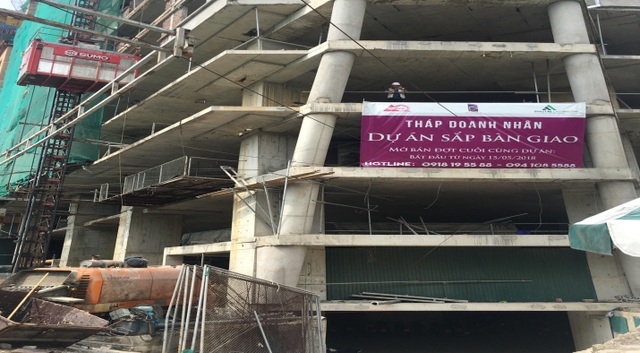 SUMO
THÁP DOANH NHÂN
DỰ ÁN SẮP BÀN GIAO
MỞ BÁN ĐỢT CUỐI CÙNG DỰ ÁN:
BẮT ĐẦU TỪ NGÀY 15/05/2018
HOTLINE: 0918 19 55 88 - 094 108 5588